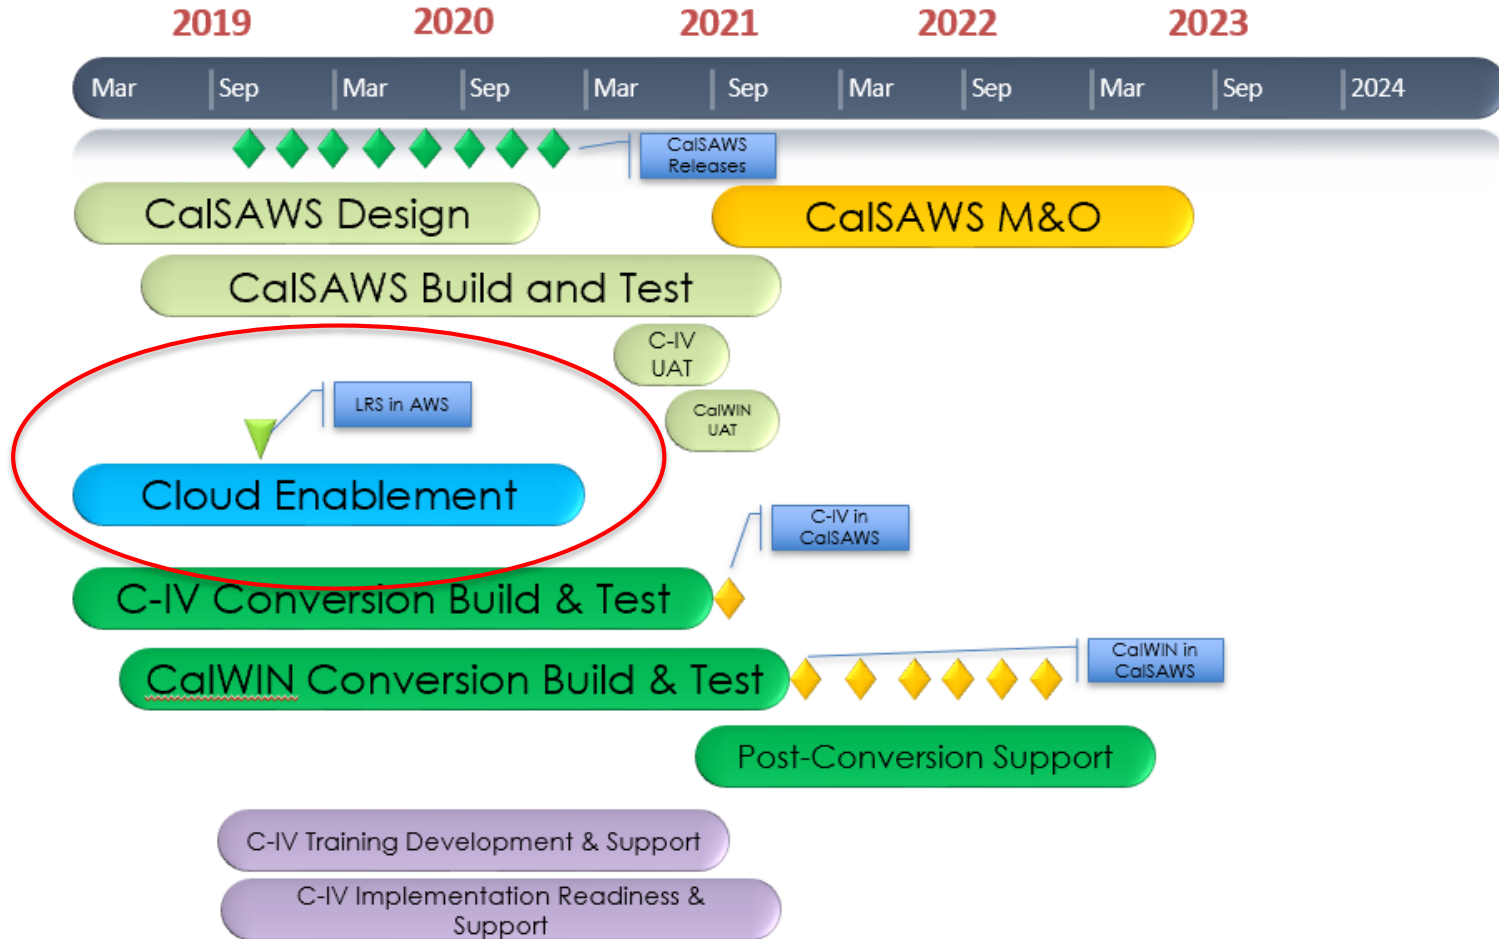 2019 2020 2021 2022 2023
Mar Sep Mar Sep Mar Sep Mar Sep Mar Sep 2024
CalSAWS
Releases
CalSAWS Design
CalSAWS M&O
CalSAWS Build and Test
C-IV
UAT
LRS in AWS
CalWIN
UAT
Cloud Enablement
C-IV in
CalSAWS
C-IV Conversion Build & Test
CalWIN in
CalSAWS
CalWIN Conversion Build & Test
Post-Conversion Support
C-IV Training Development & Support
C-IV Implementation Readiness &
Support